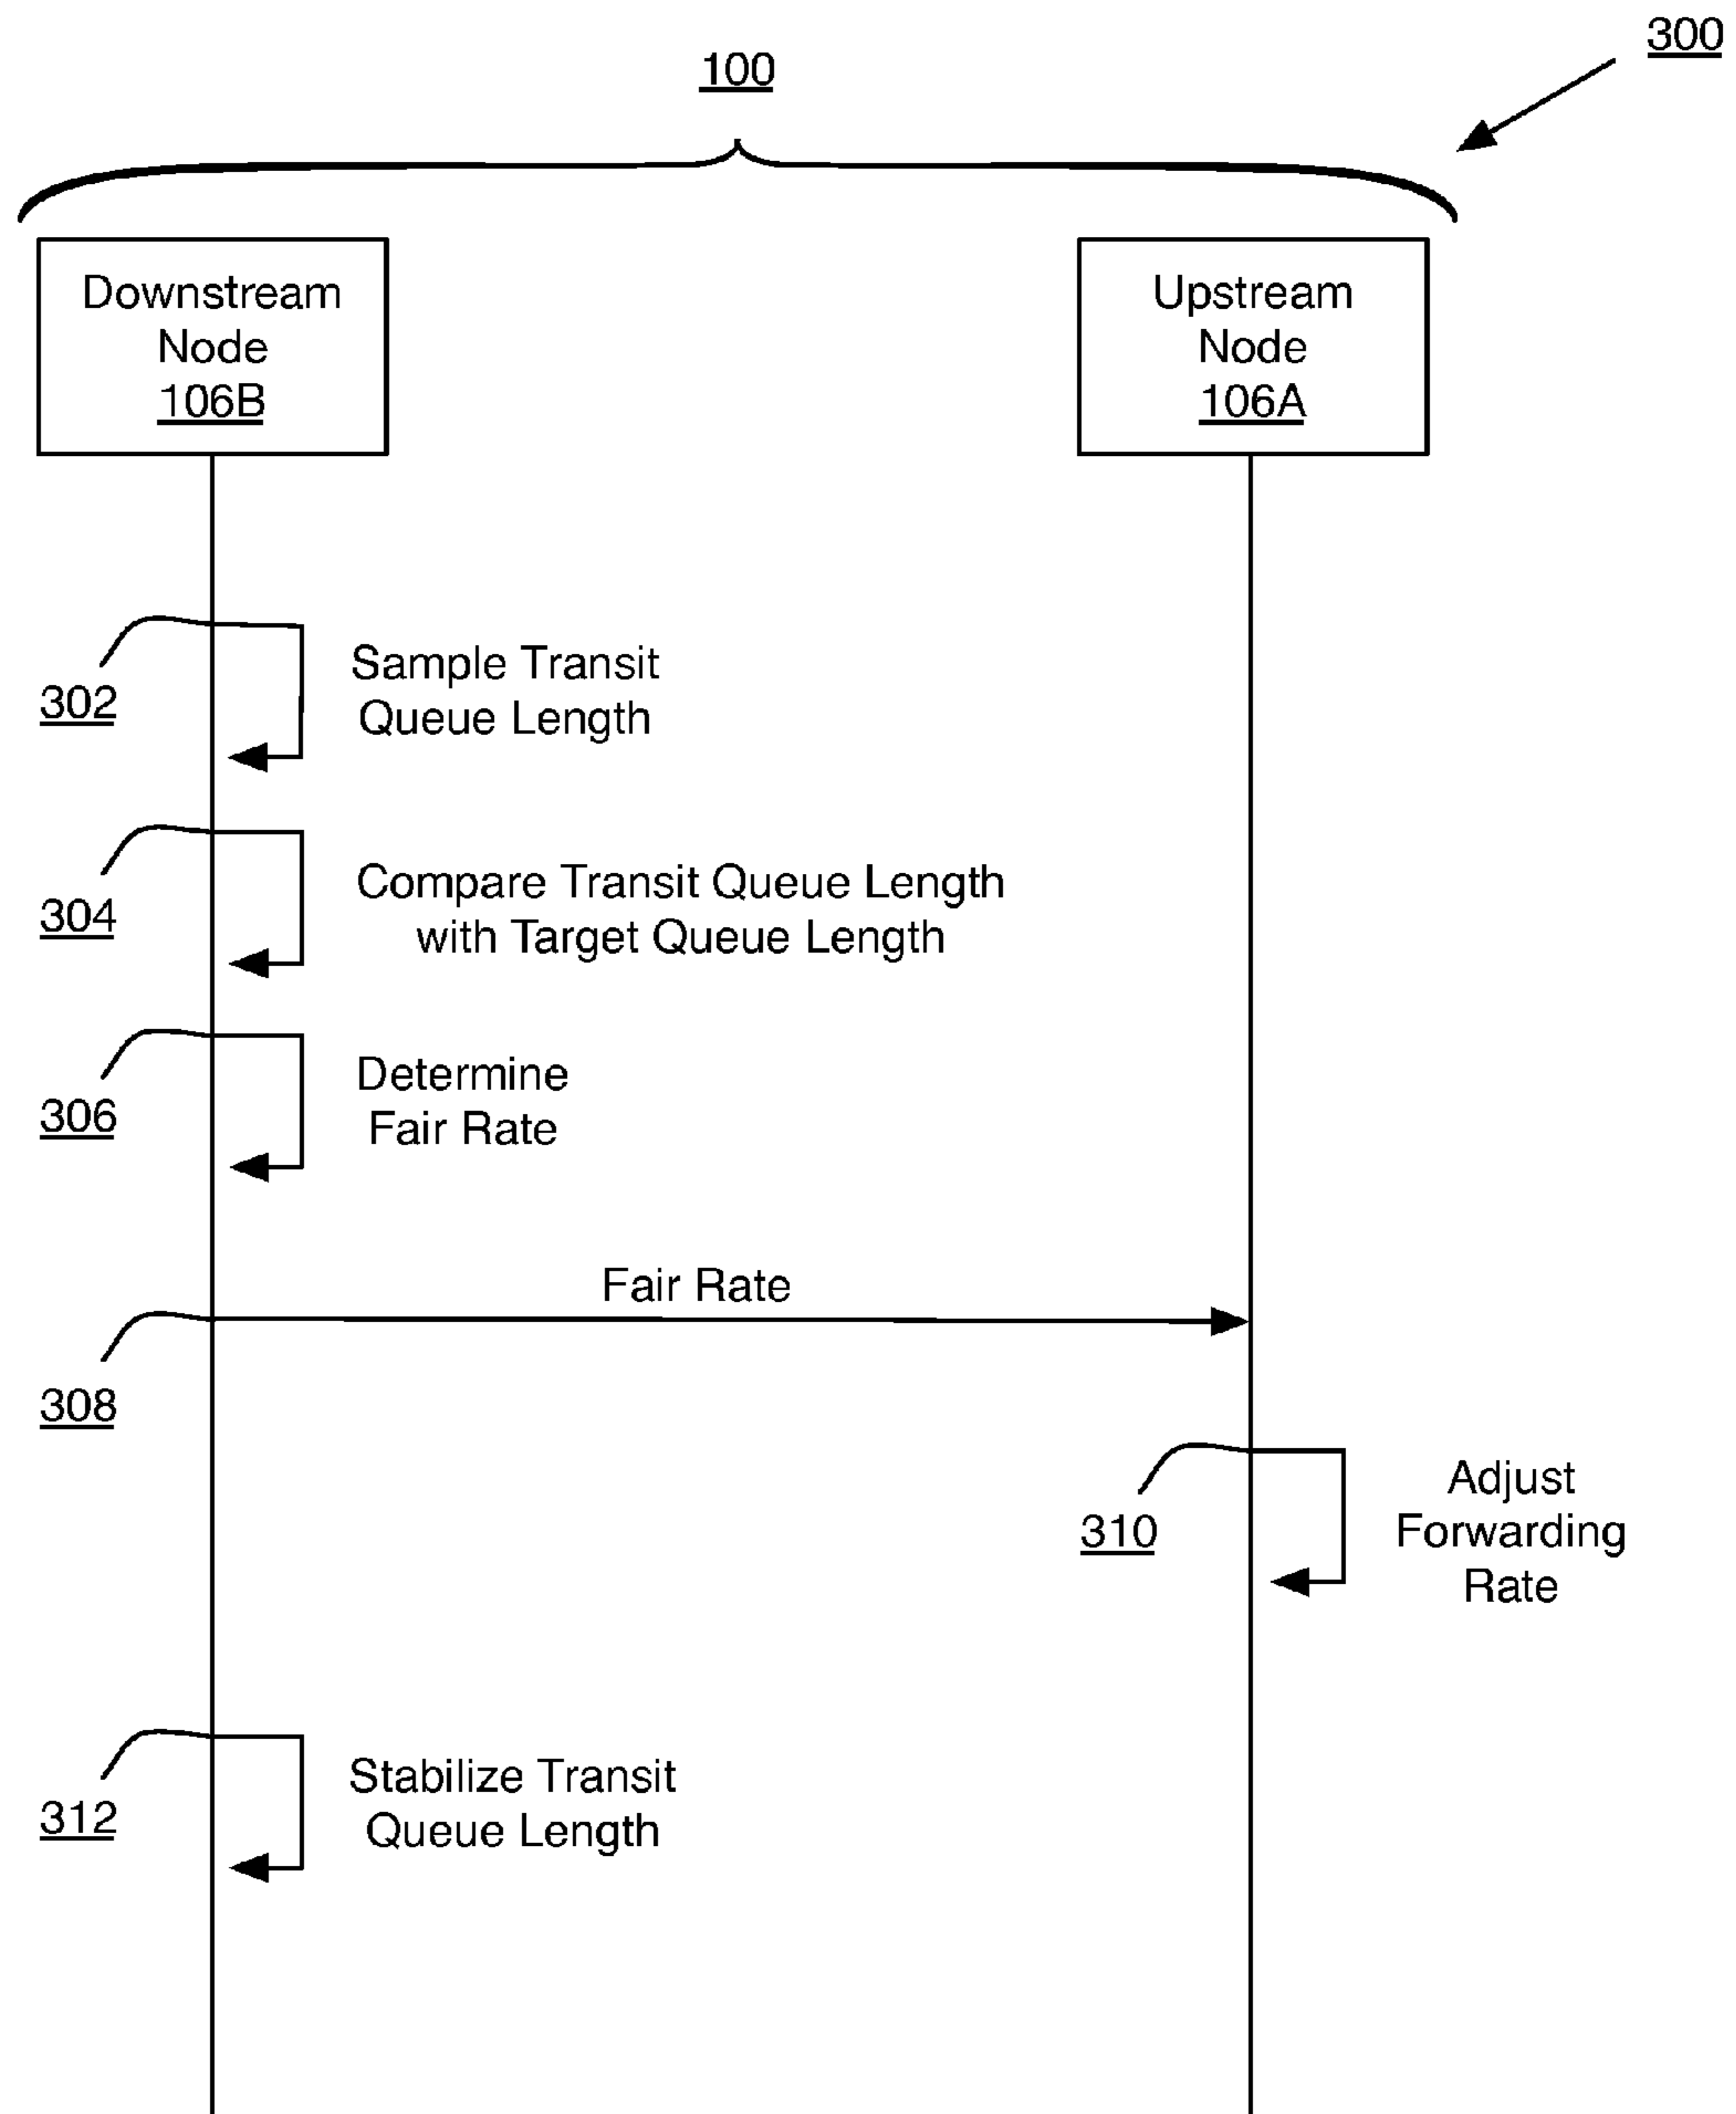 300
100
Downstream
Node
106B
Upstream
Node
106A
302
Sample Transit
Queue Length
304
Compare Transit Queue Length
with Target Queue Length
306
Determine
Fair Rate
308
Fair Rate
310
Adjust
Forwarding
Rate
312
Stabilize Transit
Queue Length